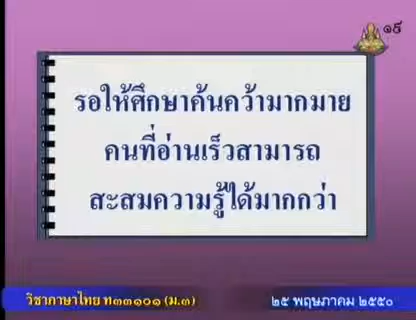 ๑๕
รอให้ศึกษาค้นคว้ามากมาย
คนที่อ่านเร็วสามารถ
สะสมความรู้ได้มากกว่า
วิชาภาษาไทย ท๓๓๑๐๑ (ม.๓)
๒๕ พฤษภาคม ๒๕๕๐